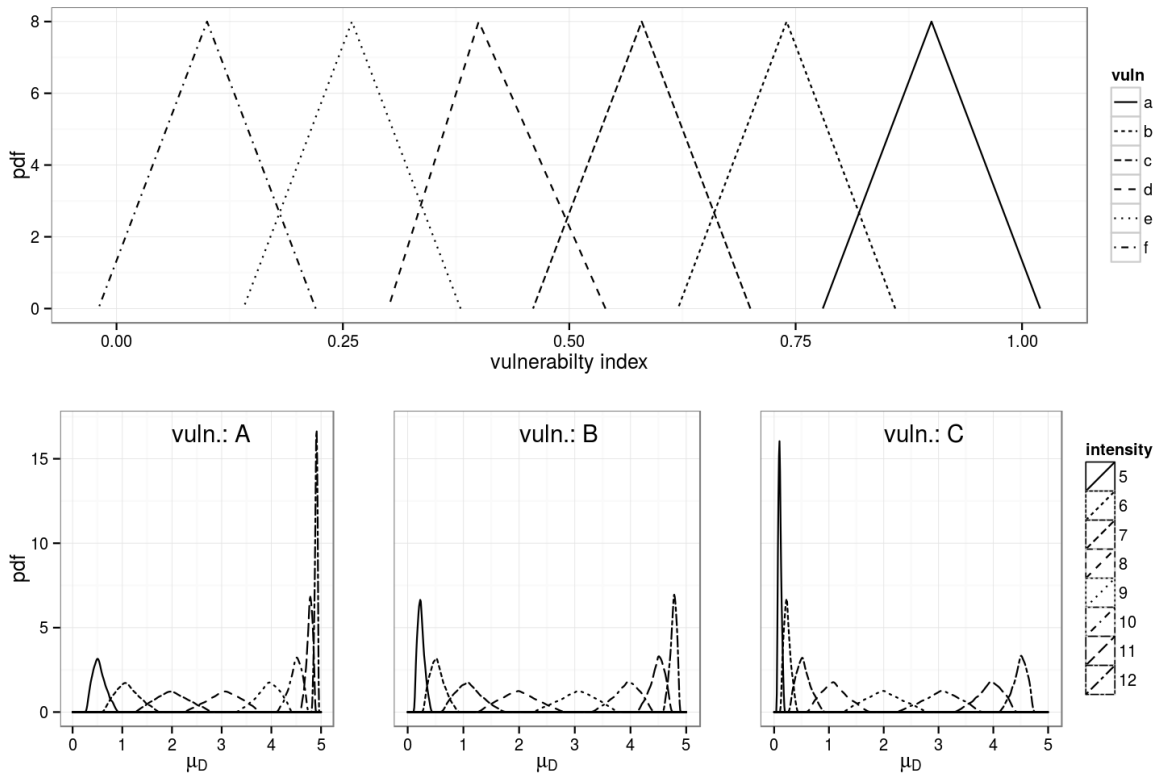 8
6
4
2
0
pdf
0.00 0.25 0.50 0.75 1.00
vulnerabilty index
vuln
a
b
c
d
e
f
vuln.: A vuln.: B vuln.: C
15
10
5
0
pdf
0 1 2 3 4 5 0 1 2 3 4 5 0 1 2 3 4 5
μD μD μD
intensity
5
6
7
8
9
10
11
12